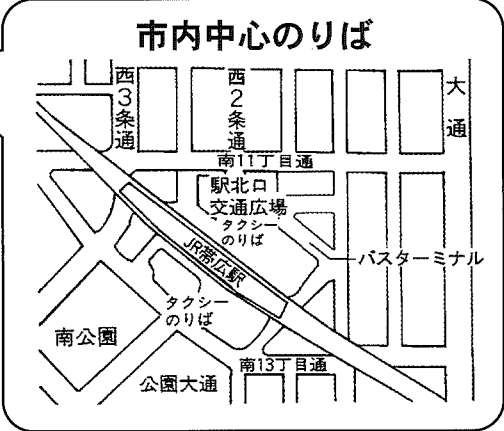 市内中心のりば
西3条通
西2条通
大通
南11丁目通
駅北口
交通広場
タクシー
のりば
バスターミナル
JR帯広駅
タクシー
のりば
南公園
南13丁目通
公園大通